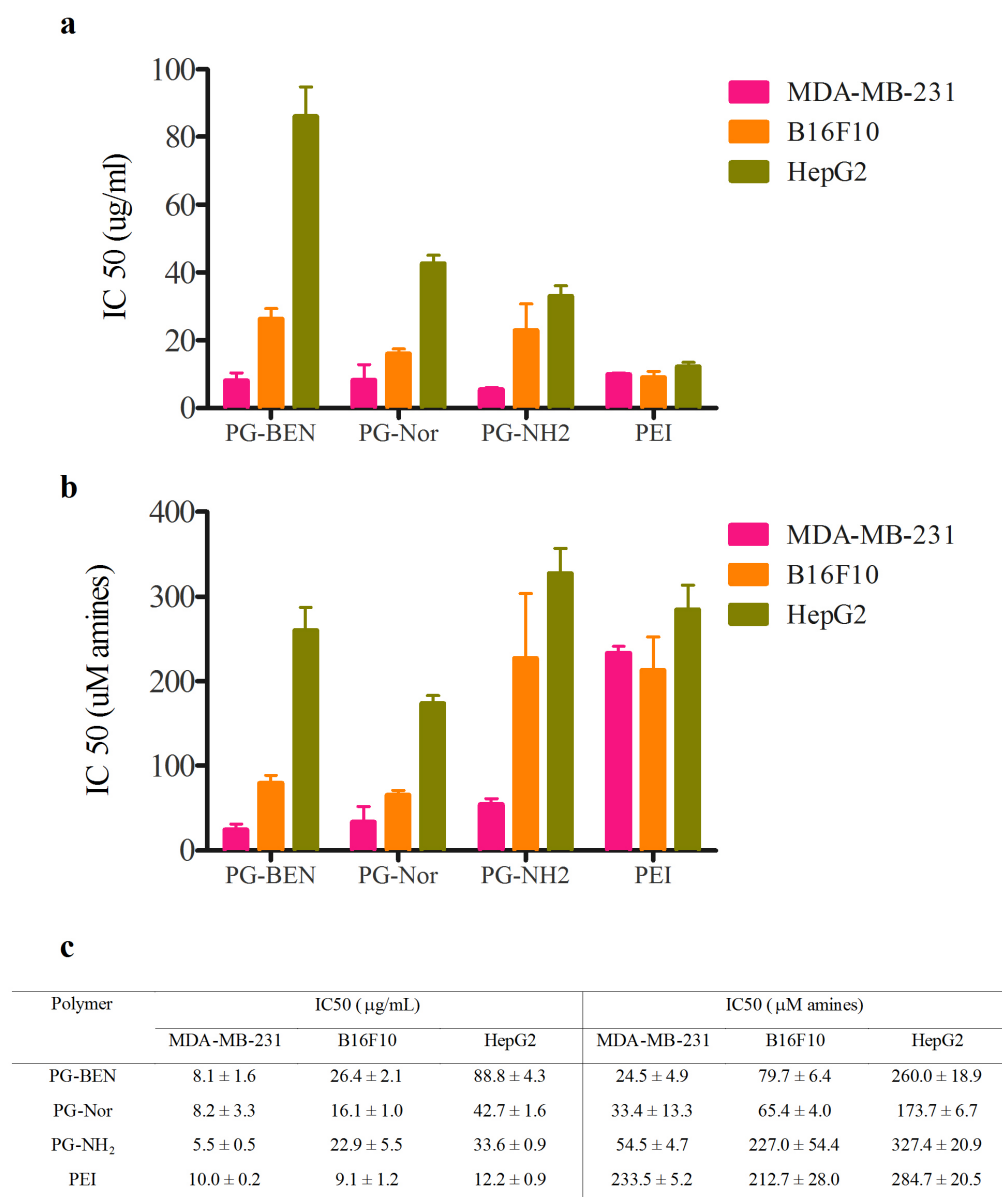 a
100
80
60
40
20
0
IC 50 (ug/ml)
MDA-MB-231
B16F10
HepG2
PG-BEN PG-Nor PG-NH2 PEI
b
400
300
200
100
0
IC 50 (uM amines)
MDA-MB-231
B16F10
HepG2
PG-BEN PG-Nor PG-NH2 PEI
c
Polymer IC50 ( µg/mL) IC50 ( µM amines)
MDA-MB-231 B16F10 HepG2 MDA-MB-231 B16F10 HepG2
PG-BEN 8.1 ± 1.6 26.4 ± 2.1 88.8 ± 4.3 24.5 ± 4.9 79.7 ± 6.4 260.0 ± 18.9
PG-Nor 8.2 ± 3.3 16.1 ± 1.0 42.7 ± 1.6 33.4 ± 13.3 65.4 ± 4.0 173.7 ± 6.7
PG-NH₂ 5.5 ± 0.5 22.9 ± 5.5 33.6 ± 0.9 54.5 ± 4.7 227.0 ± 54.4 327.4 ± 20.9
PEI 10.0 ± 0.2 9.1 ± 1.2 12.2 ± 0.9 233.5 ± 5.2 212.7 ± 28.0 284.7 ± 20.5